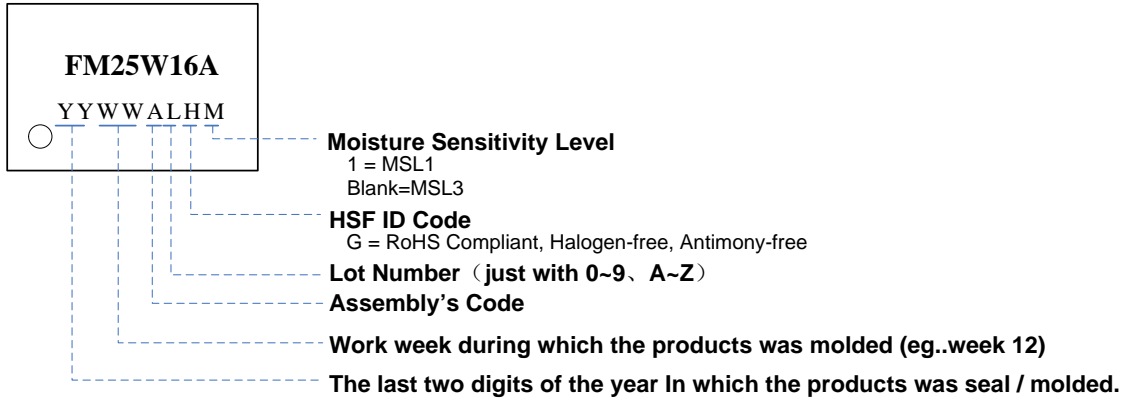 FM25W16A
YYWWALHM
Moisture Sensitivity Level
1 = MSL1
Blank=MSL3
HSF ID Code
G = RoHS Compliant, Halogen-free, Antimony-free
Lot Number（just with 0~9、A~Z）
Assembly's Code
Work week during which the products was molded (eg..week 12)
The last two digits of the year In which the products was seal / molded.